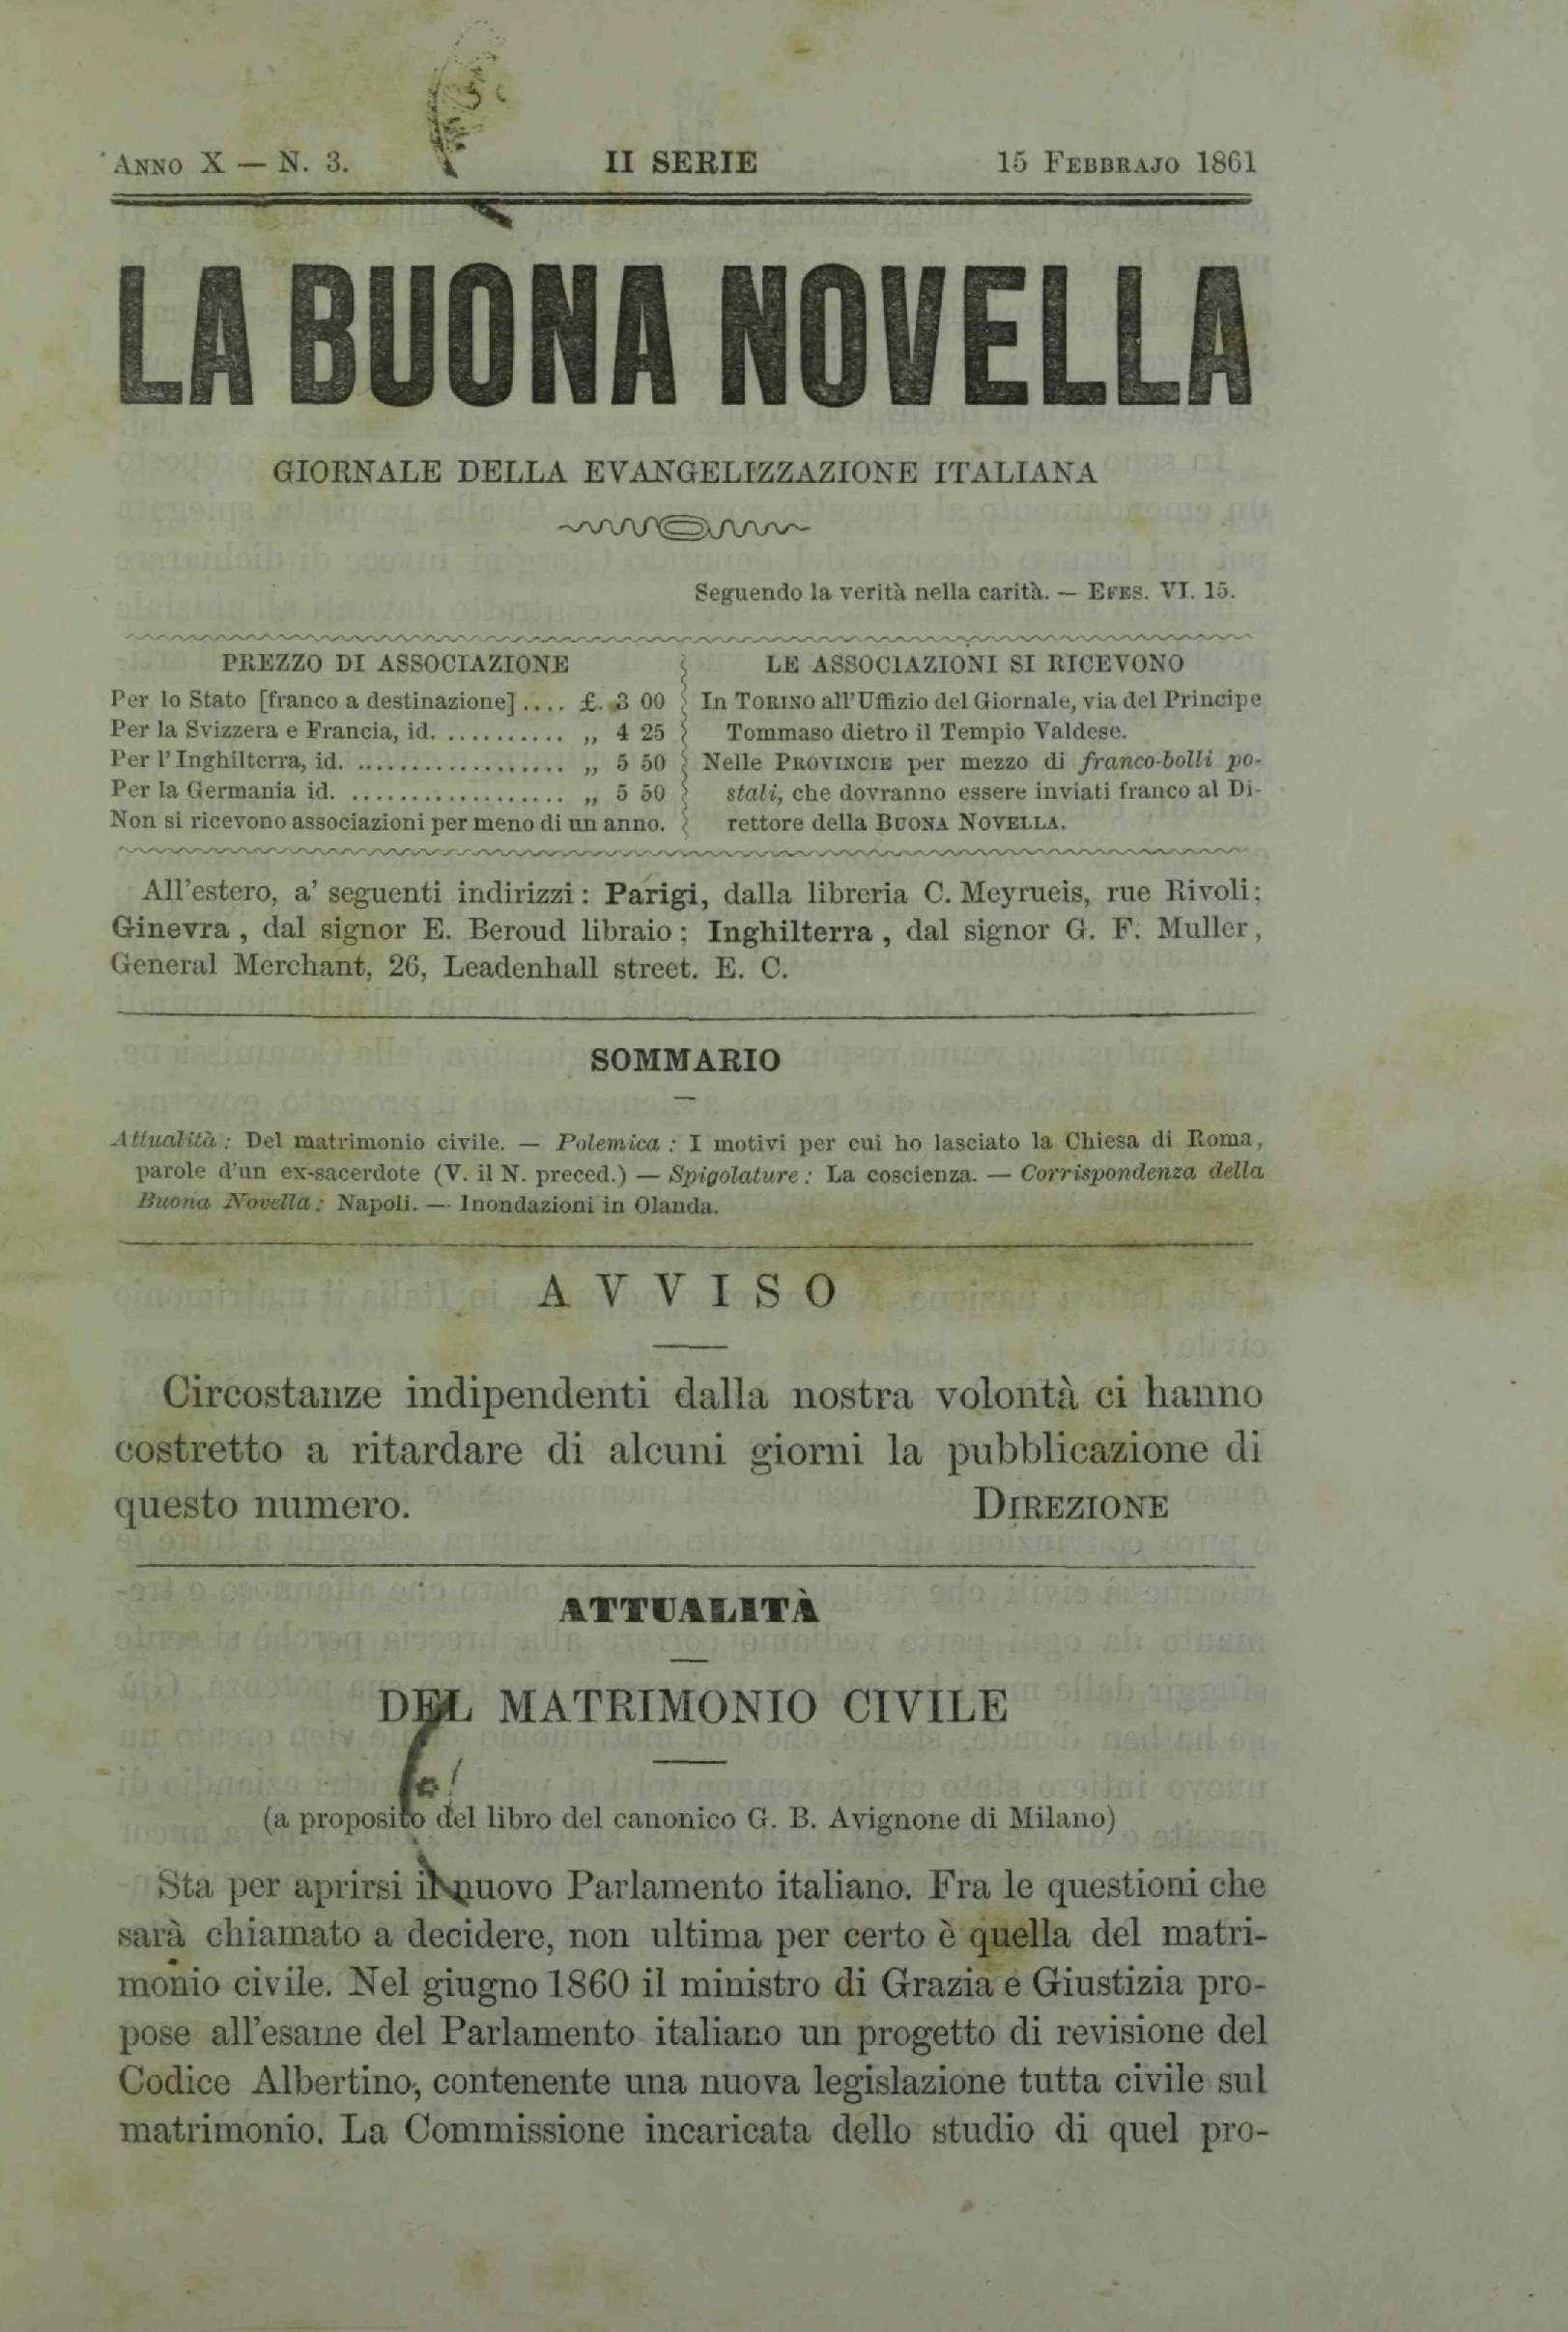 ANNO X — N. 3. II SERIE 15 FEBBRAJO 1861
LA BUONA NOVELLA
GIORNALE DELLA EVANGELIZZAZIONE ITALIANA
Seguendo la verità nella carità. — EFES. VI. 15.
PREZZO DI ASSOCIAZIONE
Per lo Stato [franco a destinazione] .... £. 3 00
Per la Svizzera e Francia, id. ........... „ 4 25
Per l'Inghilterra, id. .................. „ 5 50
Per la Germania id. .................. „ 5 50
Non si ricevono associazioni per meno di un anno.
LE ASSOCIAZIONI SI RICEVONO
In TORINO all'Uffizio del Giornale, via del Principe
Tommaso dietro il Tempio Valdese.
Nelle PROVINCIE per mezzo di franco-bolli po-
stali, che dovranno essere inviati franco al Di-
rettore della BUONA NOVELLA.
All'estero, a' seguenti indirizzi : Parigi, dalla libreria C. Meyrueis, rue Rivoli;
Ginevra , dal signor E. Beroud libraio ; Inghilterra , dal signor G. F. Muller,
General Merchant, 26, Leadenhall street. E. C.
SOMMARIO
Attualità : Del matrimonio civile. — Polemica : I motivi per cui ho lasciato la Chiesa di Roma,
parole d'un ex-sacerdote (V. il N. preced.) — Spigolature : La coscienza. — Corrispondenza della
Buona Novella : Napoli. — Inondazioni in Olanda.
AVVISO
Circostanze indipendenti dalla nostra volontà ci hanno
costretto a ritardare di alcuni giorni la pubblicazione di
questo numero. DIREZIONE
ATTUALITÀ
DEL MATRIMONIO CIVILE
(a proposito del libro del canonico G. B. Avignone di Milano)
Sta per aprirsi il nuovo Parlamento italiano. Fra le questioni che
sarà chiamato a decidere, non ultima per certo è quella del matri-
monio civile. Nel giugno 1860 il ministro di Grazia e Giustizia pro-
pose all'esame del Parlamento italiano un progetto di revisione del
Codice Albertino, contenente una nuova legislazione tutta civile sul
matrimonio. La Commissione incaricata dello studio di quel pro-